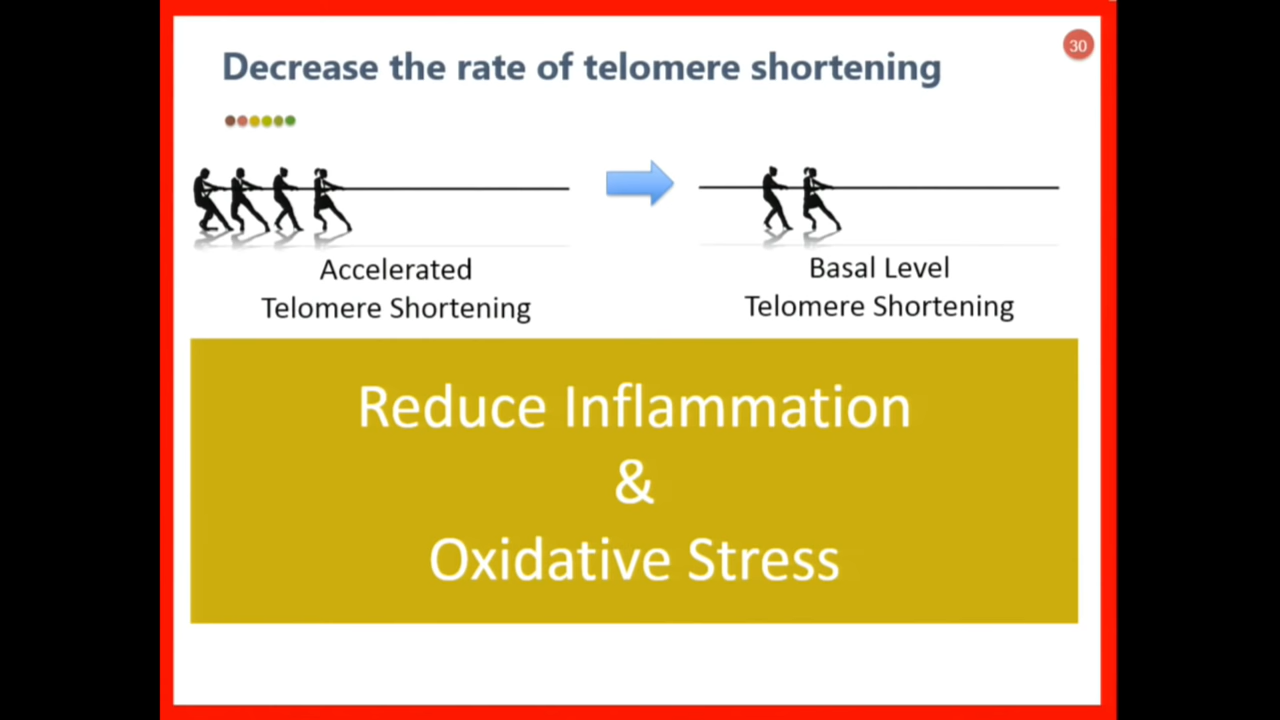 30
Decrease the rate of telomere shortening
Accelerated
Telomere Shortening
Basal Level
Telomere Shortening
Reduce Inflammation
&
Oxidative Stress